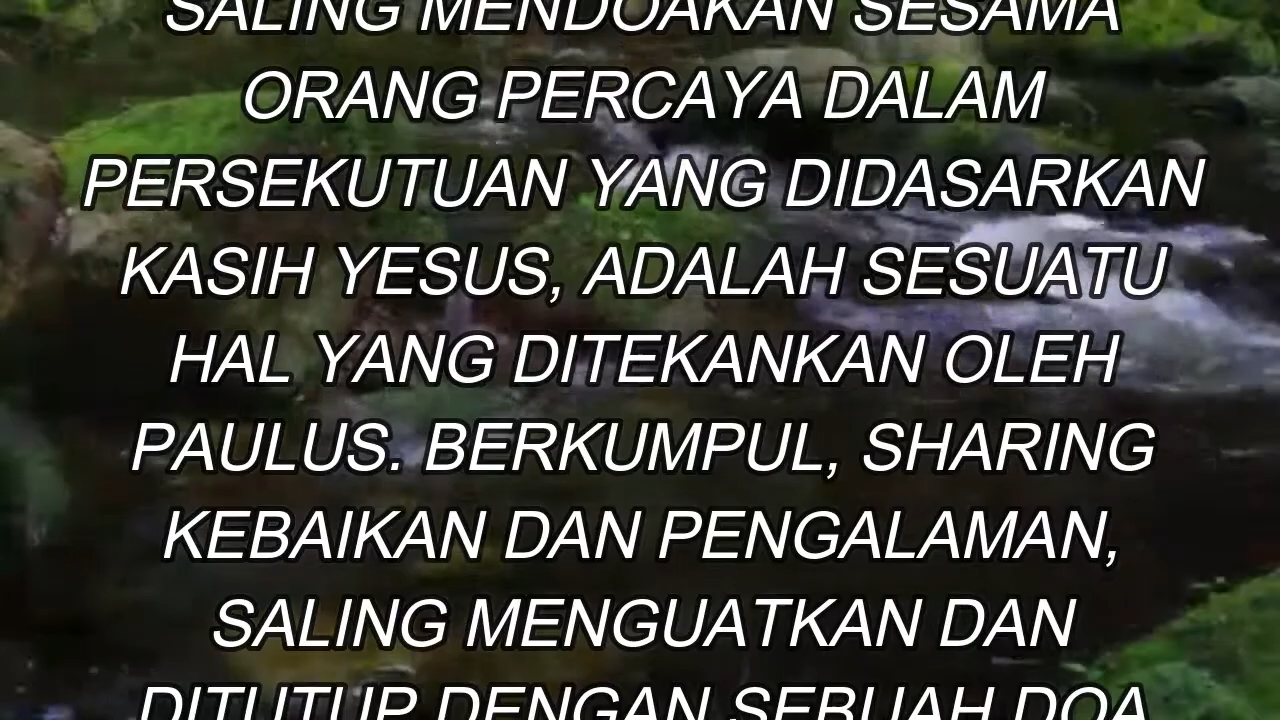 SALING MENDOAKAN SESAMA
ORANG PERCAYA DALAM
PERSEKUTUAN YANG DIDASARKAN
KASIH YESUS, ADALAH SESUATU
HAL YANG DITEKANKAN OLEH
PAULUS. BERKUMPUL, SHARING
KEBAIKAN DAN PENGALAMAN,
SALING MENGUATKAN DAN
DITUTUP DENGAN SEBUAH DOA